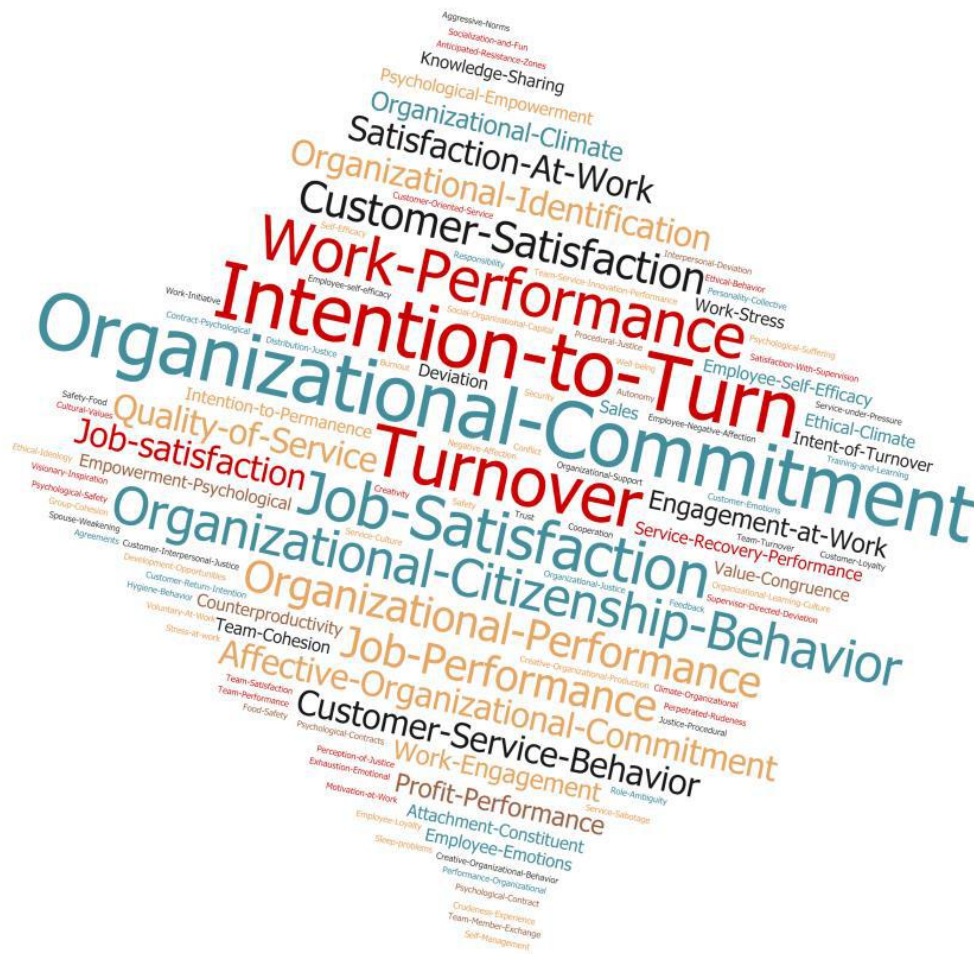 Aggressive-Norms
Socialization-and-Fun
Anticipated-Resistance-Zones
Knowledge-Sharing
Psychological-Empowerment
Organizational-Climate
Satisfaction-At-Work
Organizational-Identification
Customer-Oriented-Service
Customer-Satisfaction
Interpersonal-Deviation
Self-Efficacy
Work-Performance
Responsibility
Ethical-Behavior
Team-Service-Innovation-Performance
Personality-Collective
Employee-self-efficacy
Work-Stress
Work-Initiative
Intention-to-Turn
Social-Organizational-Capital
Procedural-Justice
Psychological-Suffering
Contract-Psychological
Distribution-Justice
Well-being
Satisfaction-With-Supervision
Organizational-Commitment
Burnout
Deviation
Employee-Self-Efficacy
Security
Autonomy
Service-under-Pressure
Safety-Food
Cultural-Values
Intention-to-Permanence
Sales
Employee-Negative-Affection
Ethical-Climate
Quality-of-Service
Intent-of-Turnover
Job-satisfaction
Turnover
Negative-Affection
Conflict
Training-and-Learning
Ethical-Ideology
Empowerment-Psychological
Organizational-Support
Visionary-Inspiration
Creativity
Customer-Emotions
Psychological-Safety
Job-Satisfaction
Safety
Engagement-at-Work
Group-Cohesion
Trust
Cooperation
Team-Turnover
Customer-Loyalty
Spouse-Weakening
Organizational-Citizenship-Behavior
Service-Culture
Service-Recovery-Performance
Agreements
Customer-Interpersonal-Justice
Value-Congruence
Development-Opportunities
Organizational-Justice
Organizational-Learning-Culture
Customer-Return-Intention
Organizational-Performance
Feedback
Supervisor-Directed-Deviation
Hygiene-Behavior
Counterproductivity
Voluntary-At-Work
Team-Cohesion
Job-Performance
Stress-at-work
Creative-Organizational-Production
Climate-Organizational
Affective-Organizational-Commitment
Perpetrated-Rudeness
Team-Satisfaction
Justice-Procedural
Team-Performance
Customer-Service-Behavior
Food-Safety
Psychological-Contracts
Work-Engagement
Perception-of-Justice
Exhaustion-Emotional
Role-Ambiguity
Profit-Performance
Service-Sabotage
Motivation-at-Work
Attachment-Constituent
Employee-Loyalty
Employee-Emotions
Sleep-problems
Creative-Organizational-Behavior
Performance-Organizational
Psychological-Contract
Crudeness-Experience
Team-Member-Exchange
Self-Management